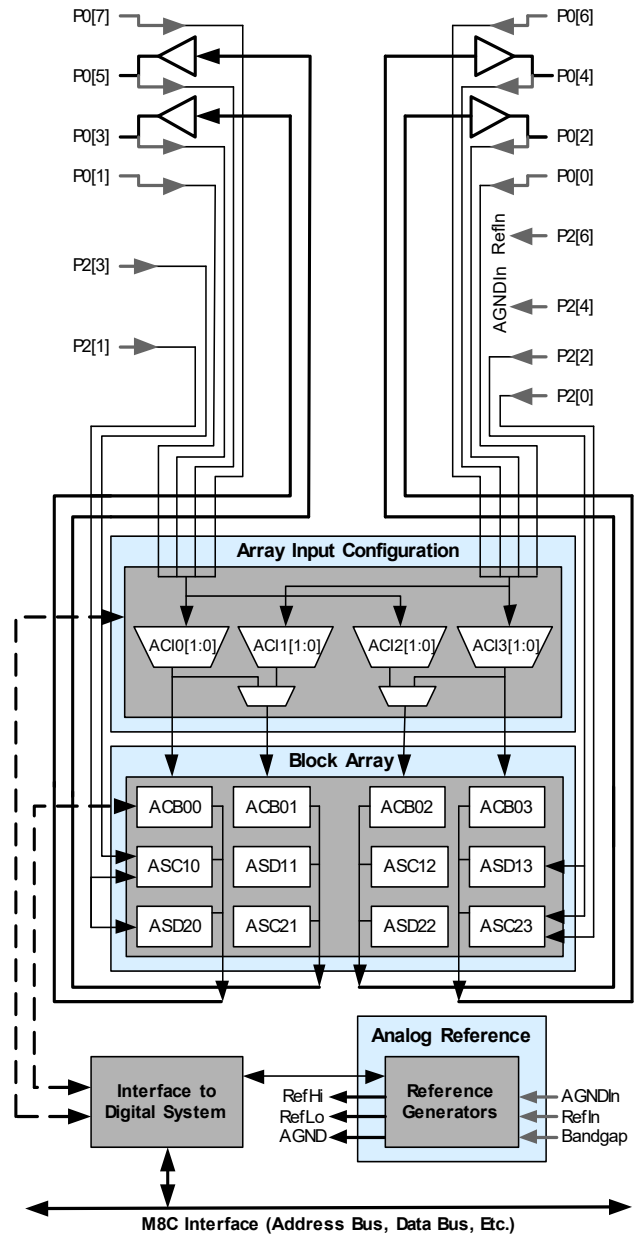 P0[7]
P0[6]
P0[5]
P0[4]
P0[3]
P0[2]
P0[1]
P0[0]
P2[6]
RefIn
P2[3]
AGNDIn
P2[4]
P2[1]
P2[2]
P2[0]
Array Input Configuration
ACI0[1:0]
ACI1[1:0]
ACI2[1:0]
ACI3[1:0]
Block Array
ACB00
ACB01
ACB02
ACB03
ASC10
ASD11
ASC12
ASD13
ASD20
ASC21
ASD22
ASC23
Analog Reference
Interface to
Digital System
RefHi
RefLo
AGND
Reference
Generators
AGNDIn
RefIn
Bandgap
M8C Interface (Address Bus, Data Bus, Etc.)